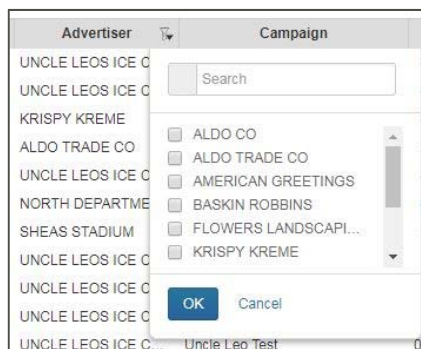 Advertiser Campaign
UNCLE LEOS ICE C
UNCLE LEOS ICE C
KRISPY KREME
ALDO TRADE CO
UNCLE LEOS ICE C
NORTH DEPARTME
SHEAS STADIUM
UNCLE LEOS ICE C
UNCLE LEOS ICE C
UNCLE LEOS ICE C
UNCLE LEOS ICE C... Uncle Leo Test 0
Search
ALDO CO
ALDO TRADE CO
AMERICAN GREETINGS
BASKIN ROBBINS
FLOWERS LANDSCAPI...
KRISPY KREME
OK Cancel